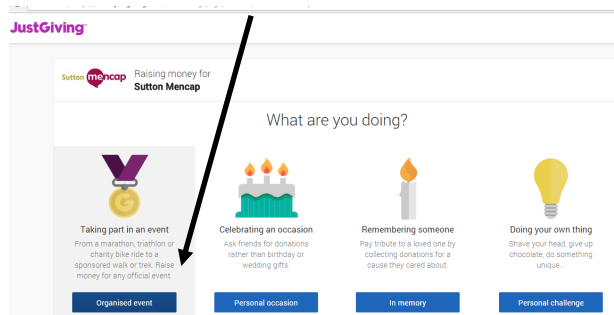 JustGiving
Sutton mencap
Raising money for
Sutton Mencap
What are you doing?
G
Taking part in an event
From a marathon, triathlon or
charity bike ride to a
sponsored walk or trek. Raise
money for any official event.
Organised event
Celebrating an occasion
Ask friends for donations
rather than birthday or
wedding gifts.
Personal occasion
Remembering someone
Pay tribute to a loved one by
collecting donations for a
cause they cared about.
In memory
Doing your own thing
Shave your head, give up
chocolate, do something
unique...
Personal challenge